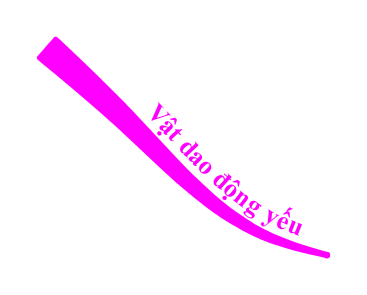 Vật dao động yếu